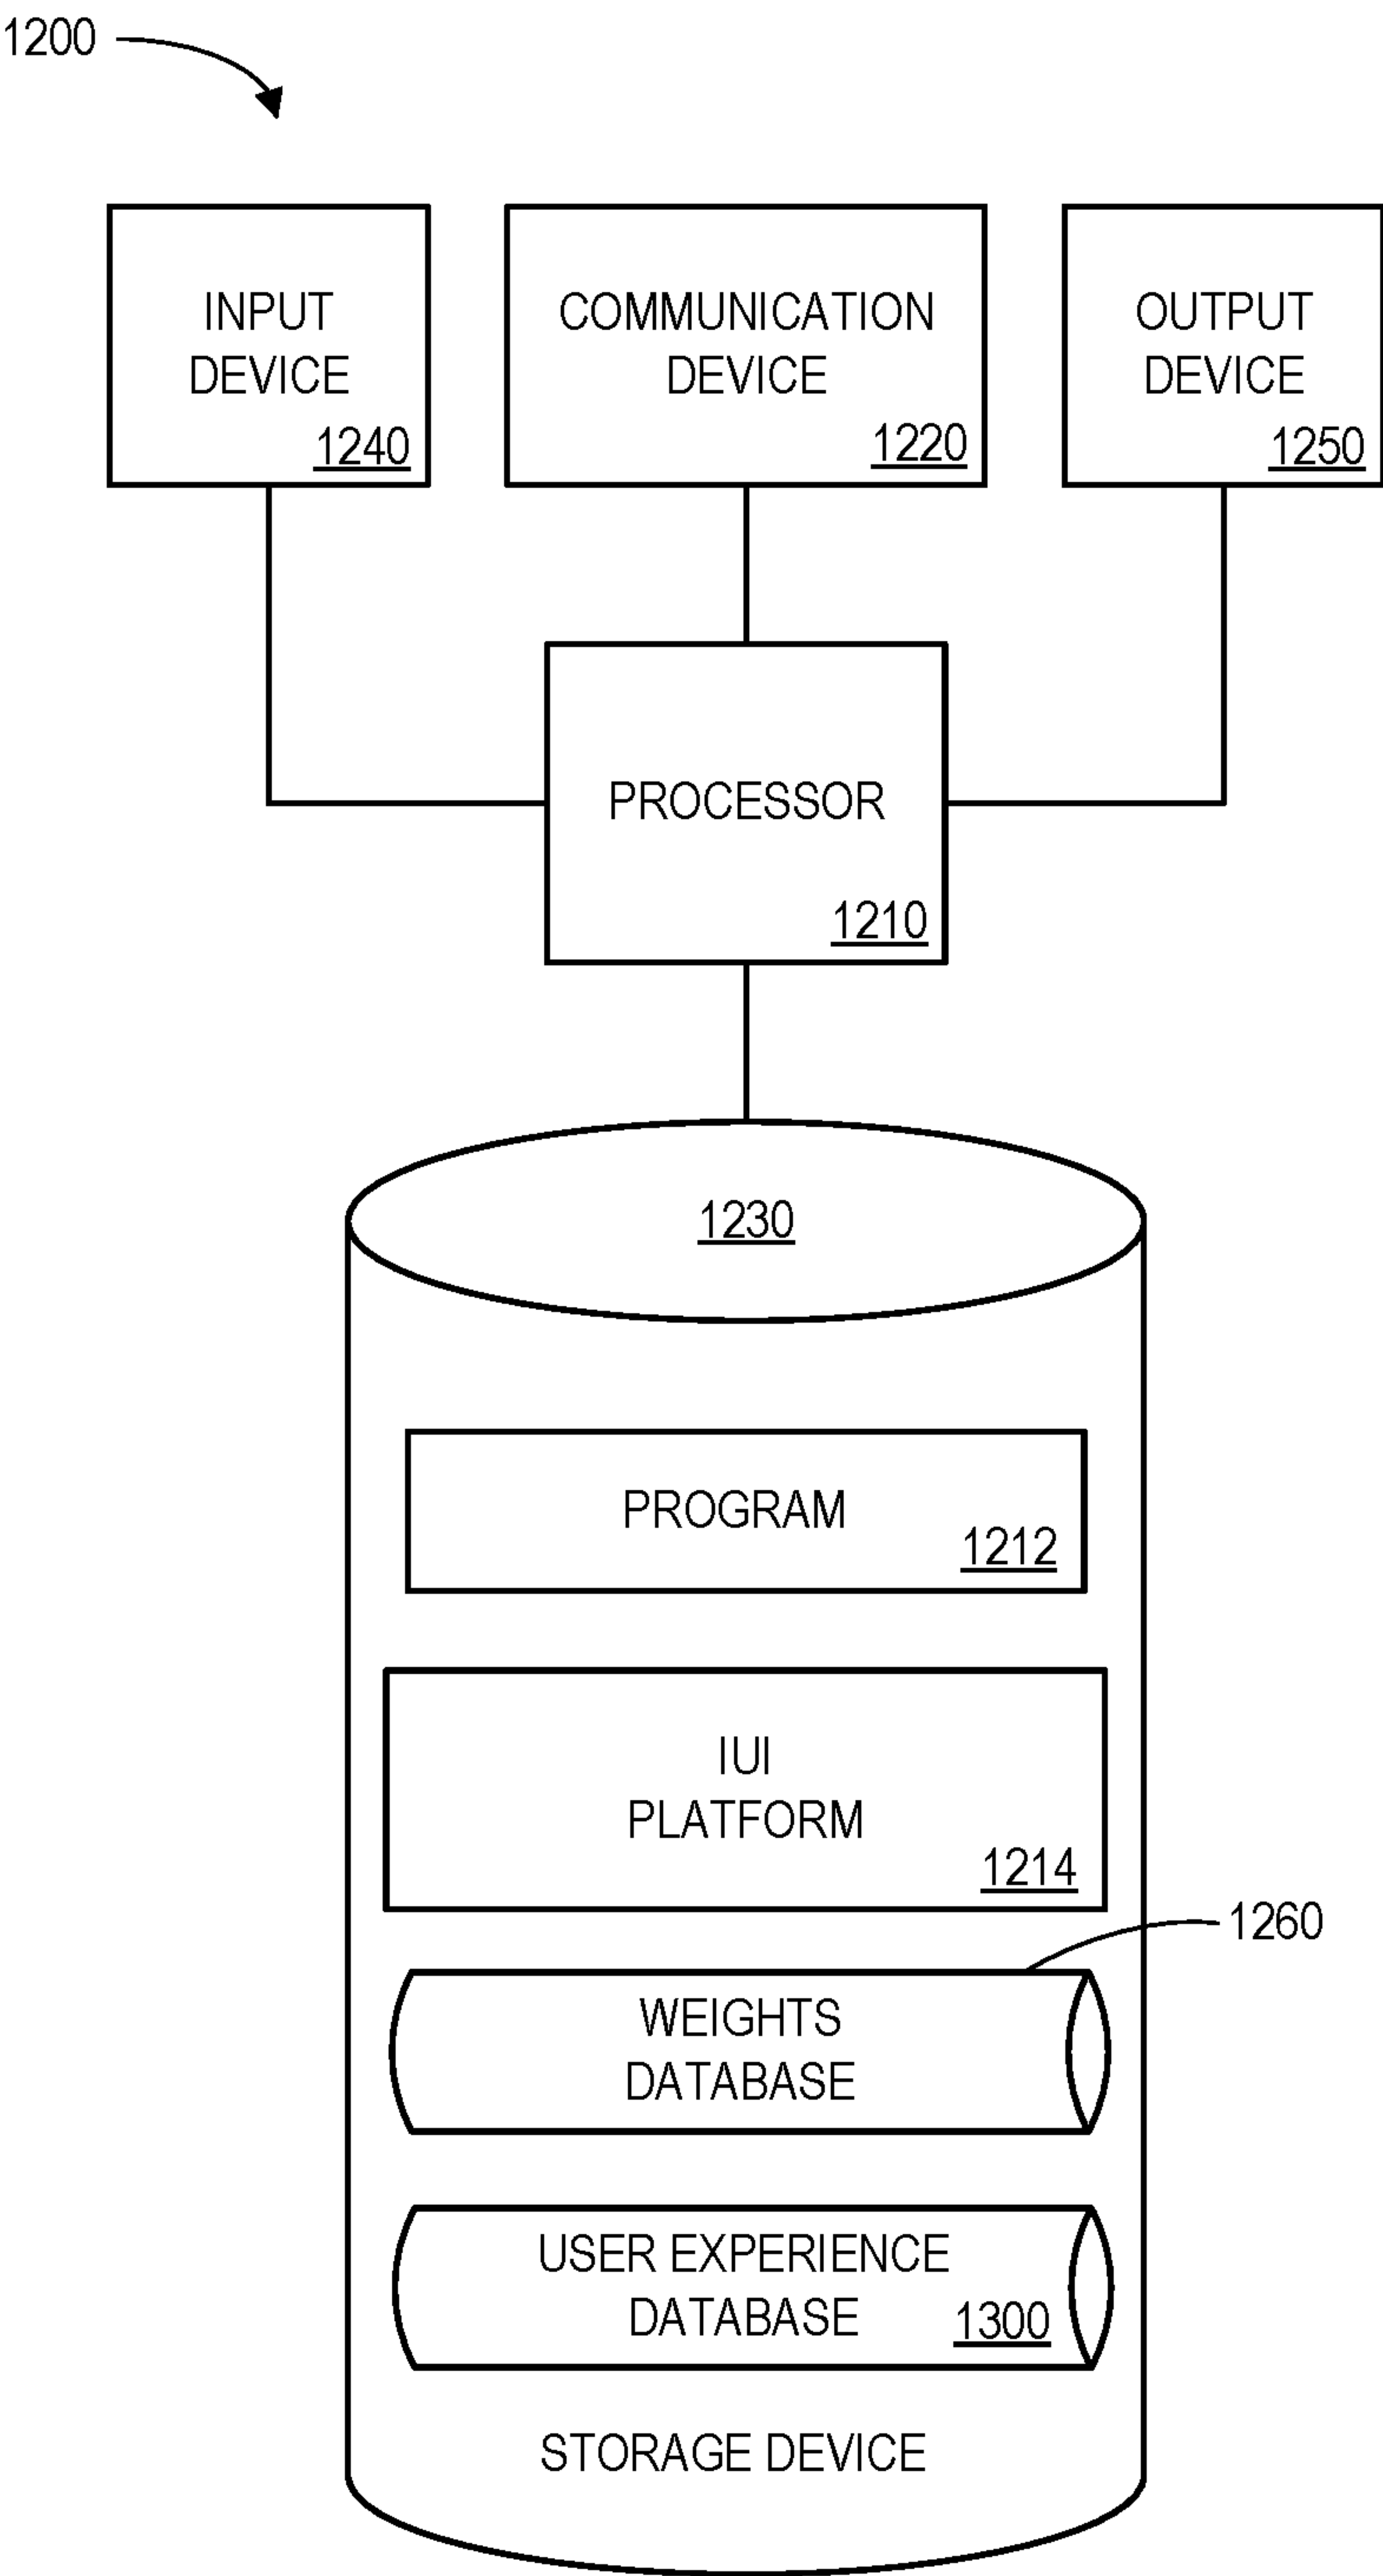 1200
INPUT
DEVICE
1240
COMMUNICATION
DEVICE
1220
OUTPUT
DEVICE
1250
PROCESSOR
1210
1230
PROGRAM
1212
IUI
PLATFORM
1214
1260
WEIGHTS
DATABASE
USER EXPERIENCE
DATABASE
1300
STORAGE DEVICE